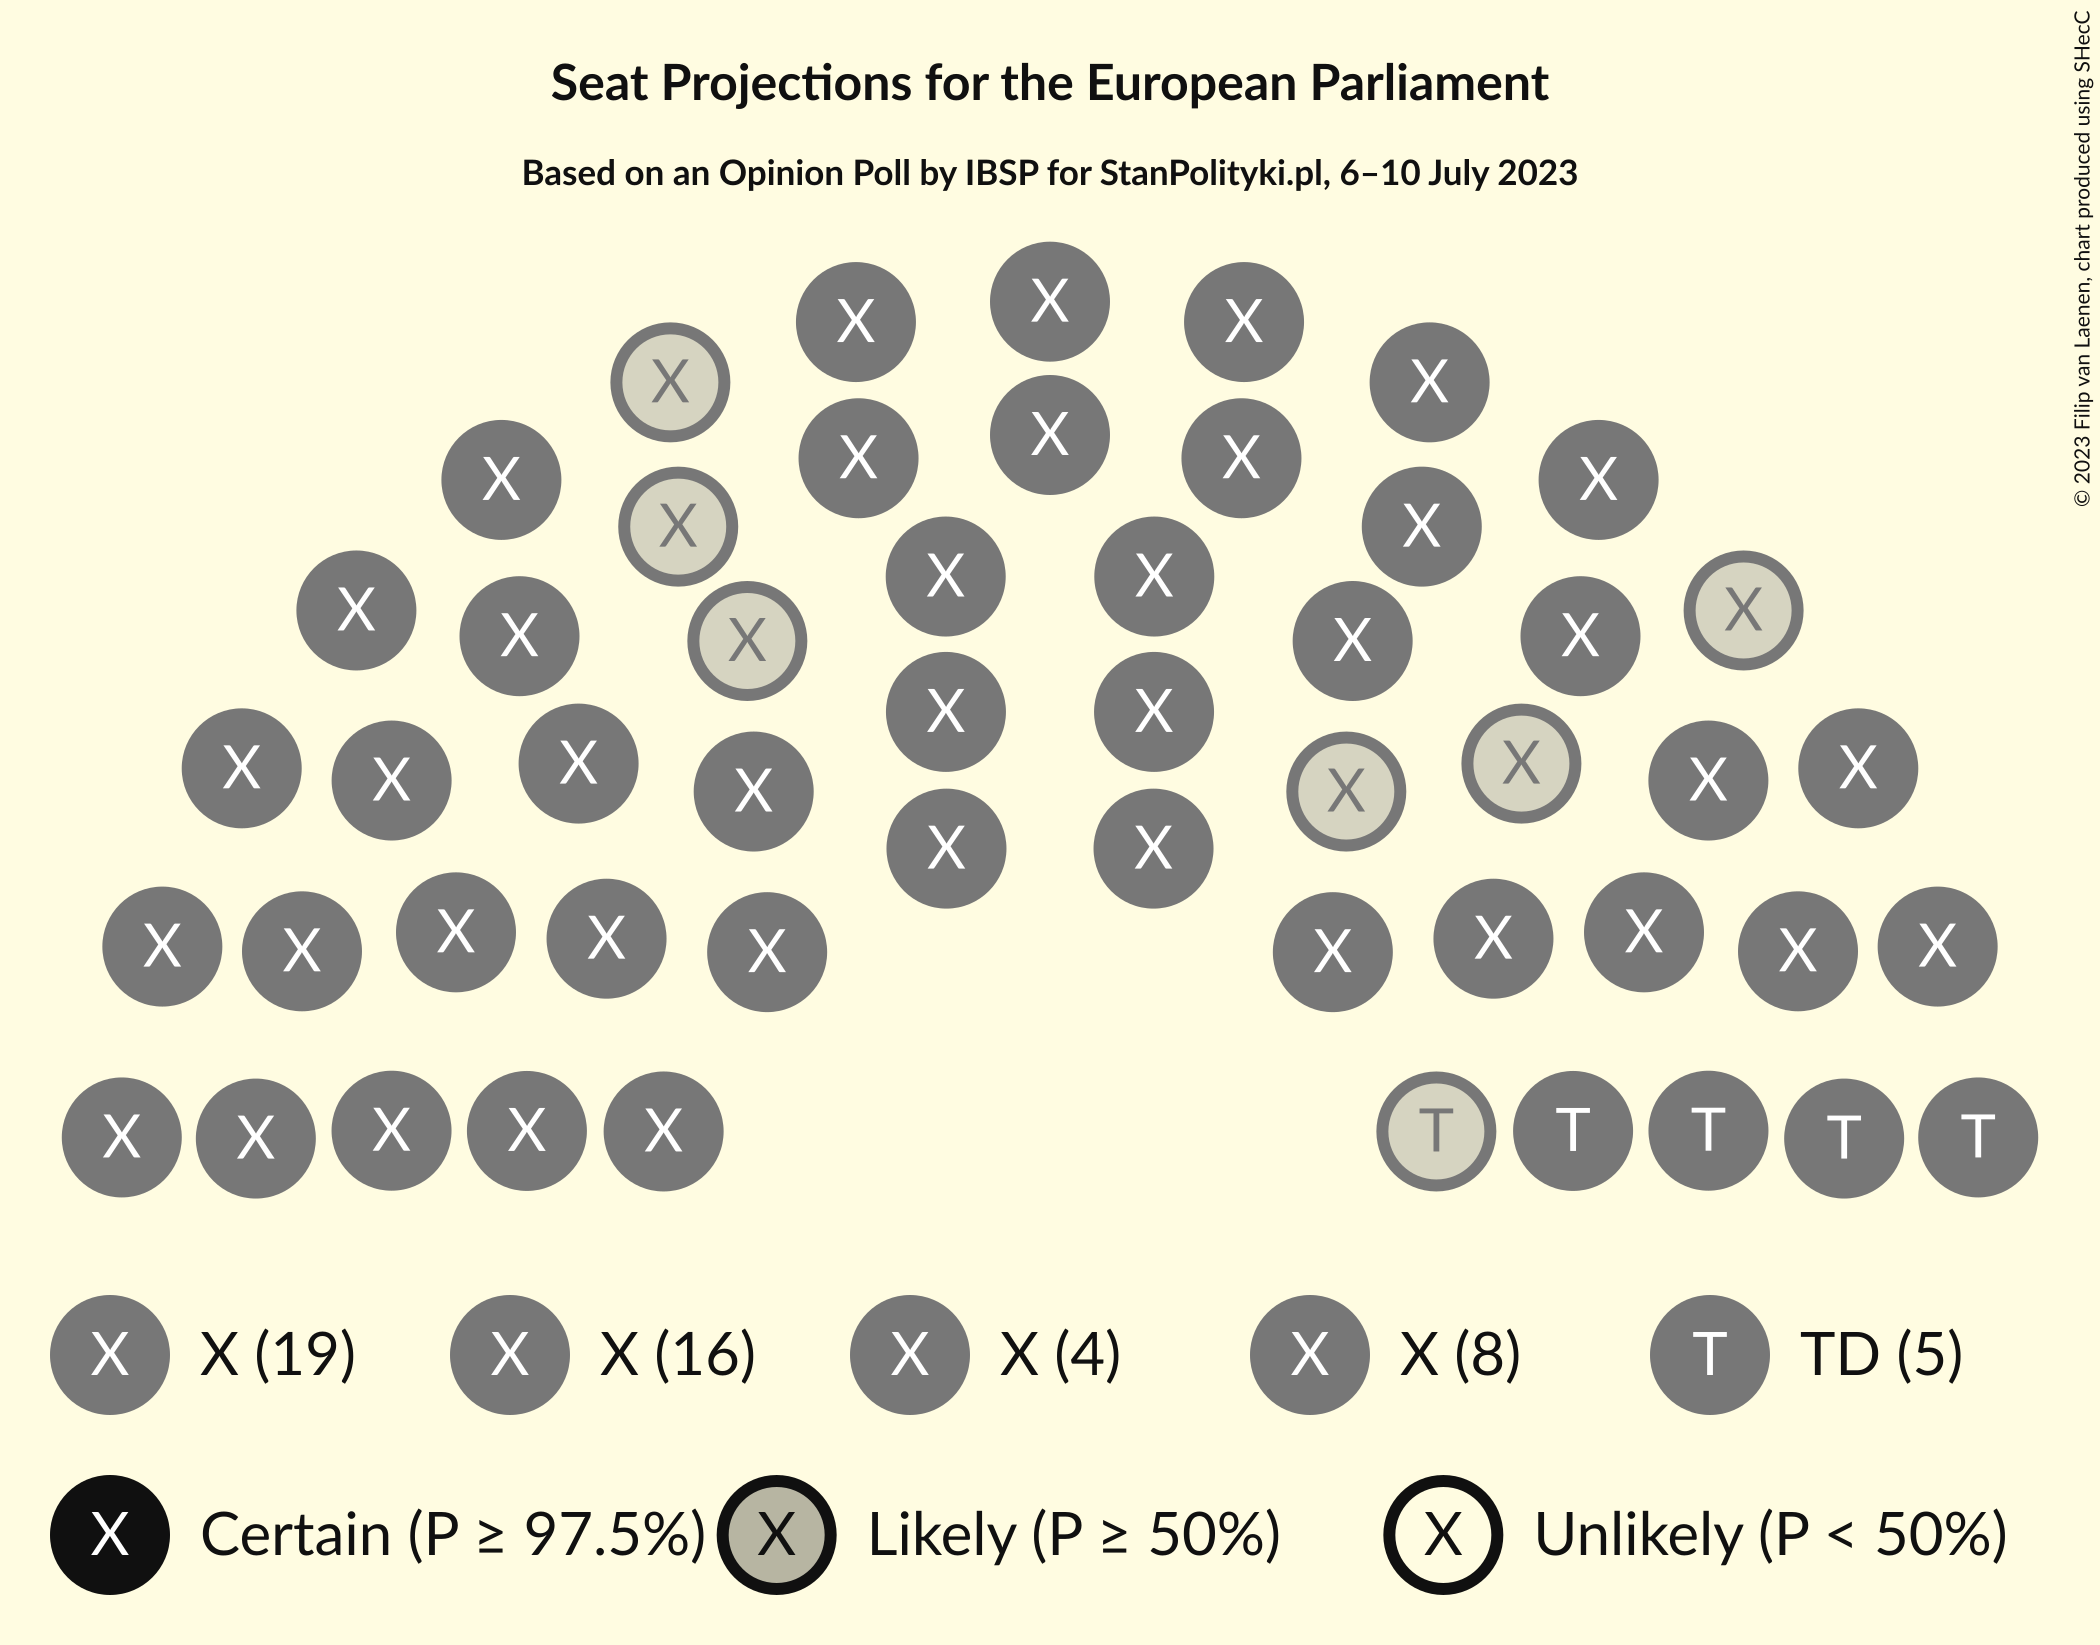 Seat Projections for the European Parliament
Based on an Opinion Poll by IBSP for StanPolityki.pl, 6–10 July 2023
© 2023 Filip van Laenen, chart produced using SHecC
X X X
X X
X X X
X X
X X
X X
X X X X X X
X X
X X X X X X X X
X X
X X X X X X X X X X
X X X X X T T T T T
X X (19) X X (16) X X (4) X X (8) T TD (5)
X Certain (P ≥ 97.5%) X Likely (P ≥ 50%) X Unlikely (P < 50%)